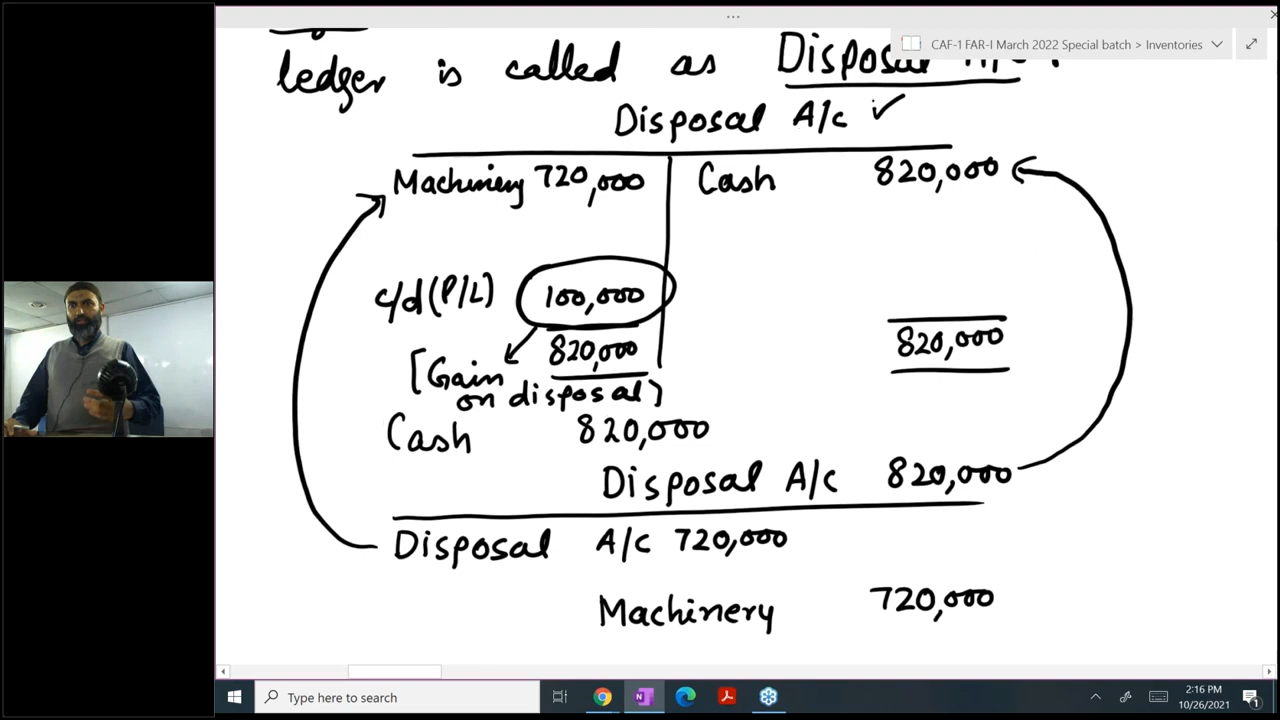 CAF-1 FAR-I March 2022 Special batch > Inventories
ledger is called as Disposal A/c.
Disposal A/c ✓
Machinery 720,000 Cash 820,000
c/d (P/L) 100,000
820,000 820,000
[Gain
on disposal]
Cash 820,000
Disposal A/c 820,000
Disposal A/c 720,000
Machinery 720,000
Type here to search
2:16 PM
10/26/2021
1